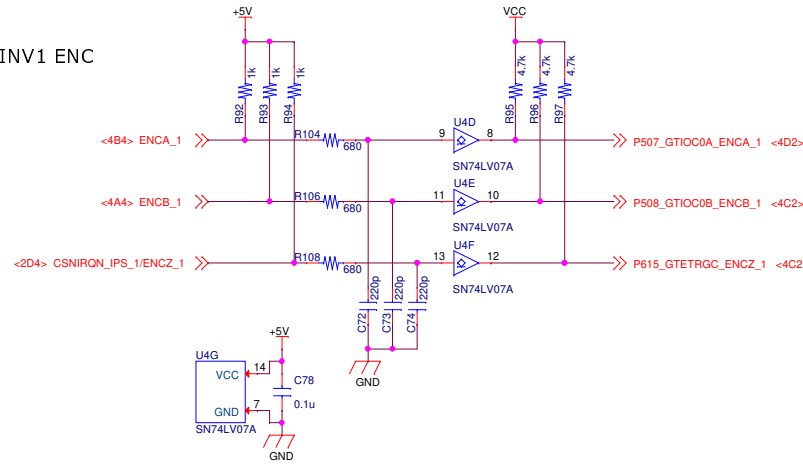 +5V
VCC
INV1 ENC
1k
1k
1k
4.7k
4.7k
4.7k
R92
R93
R94
R95
R96
R97
<4B4> ENCA_1
R104
680
9
U4D
8
SN74LV07A
P507_GTIOC0A_ENCA_1 <4D2>
<4A4> ENCB_1
R106
680
11
U4E
10
SN74LV07A
P508_GTIOC0B_ENCB_1 <4C2>
<2D4> CSNIRQN_IPS_1/ENCZ_1
R108
680
13
U4F
12
SN74LV07A
P615_GTETRGC_ENCZ_1 <4C2
220p
220p
220p
C72
C73
C74
GND
+5V
U4G
VCC
14
C78
0.1u
GND
7
SN74LV07A
GND